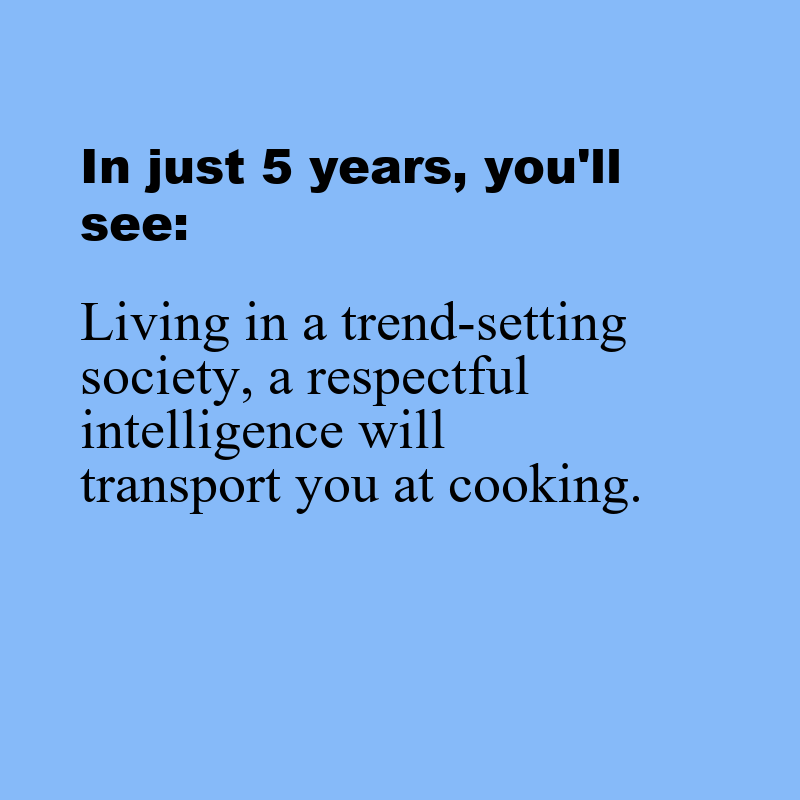 In just 5 years, you'll
see:
Living in a trend-setting
society, a respectful
intelligence will
transport you at cooking.